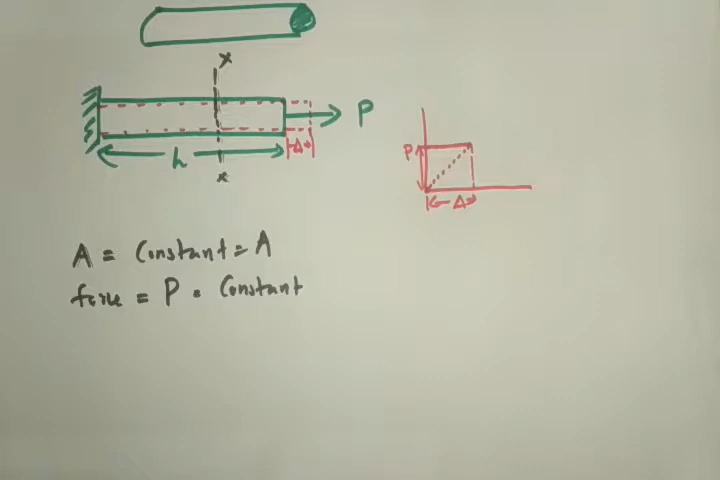 x
P
Δ
h
x
P
Δ
A = Constant = A
force = P = Constant